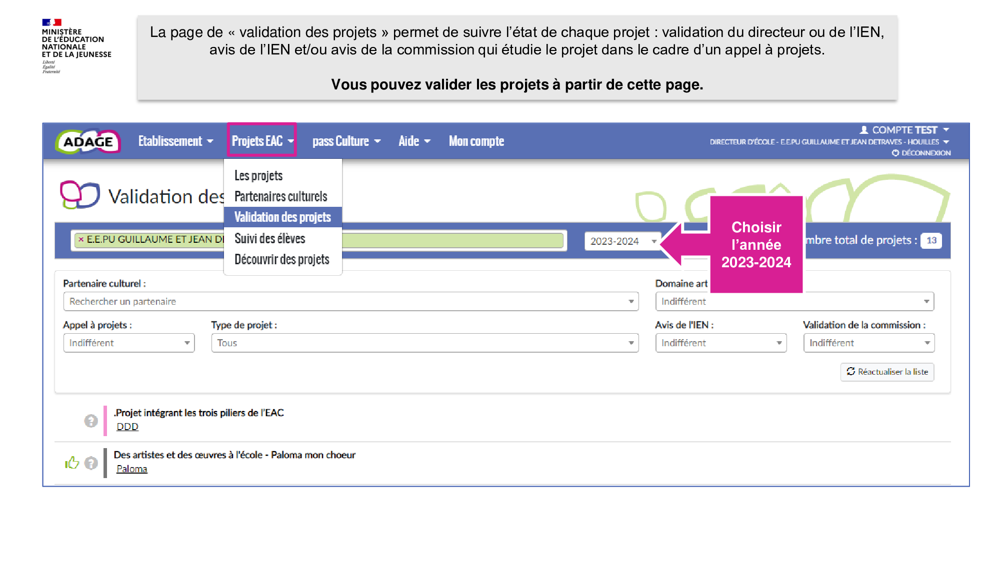 MINISTÈRE
DE L'ÉDUCATION
NATIONALE
ET DE LA JEUNESSE
Liberté
Égalité
Fraternité
La page de « validation des projets » permet de suivre l'état de chaque projet : validation du directeur ou de l'IEN,
avis de l'IEN et/ou avis de la commission qui étudie le projet dans le cadre d'un appel à projets.
Vous pouvez valider les projets à partir de cette page.
ADAGE
Etablissement
Projets EAC
pass Culture
Aide
Mon compte
COMPTE TEST
DIRECTEUR D'ÉCOLE - E.E.PU GUILLAUME ET JEAN DETRAVES - HOUILLES
DÉCONNEXION
Les projets
Partenaires culturels
Validation des projets
Suivi des élèves
Découvrir des projets
Validation des
× E.E.PU GUILLAUME ET JEAN
2023-2024
Choisir
l'année
2023-2024
mbre total de projets : 13
Partenaire culturel :
Rechercher un partenaire
Domaine art
Indifférent
Appel à projets :
Indifférent
Type de projet :
Tous
Avis de l'IEN :
Indifférent
Validation de la commission :
Indifférent
Réactualiser la liste
.Projet intégrant les trois piliers de l'EAC
DDD
Des artistes et des œuvres à l'école - Paloma mon choeur
Paloma